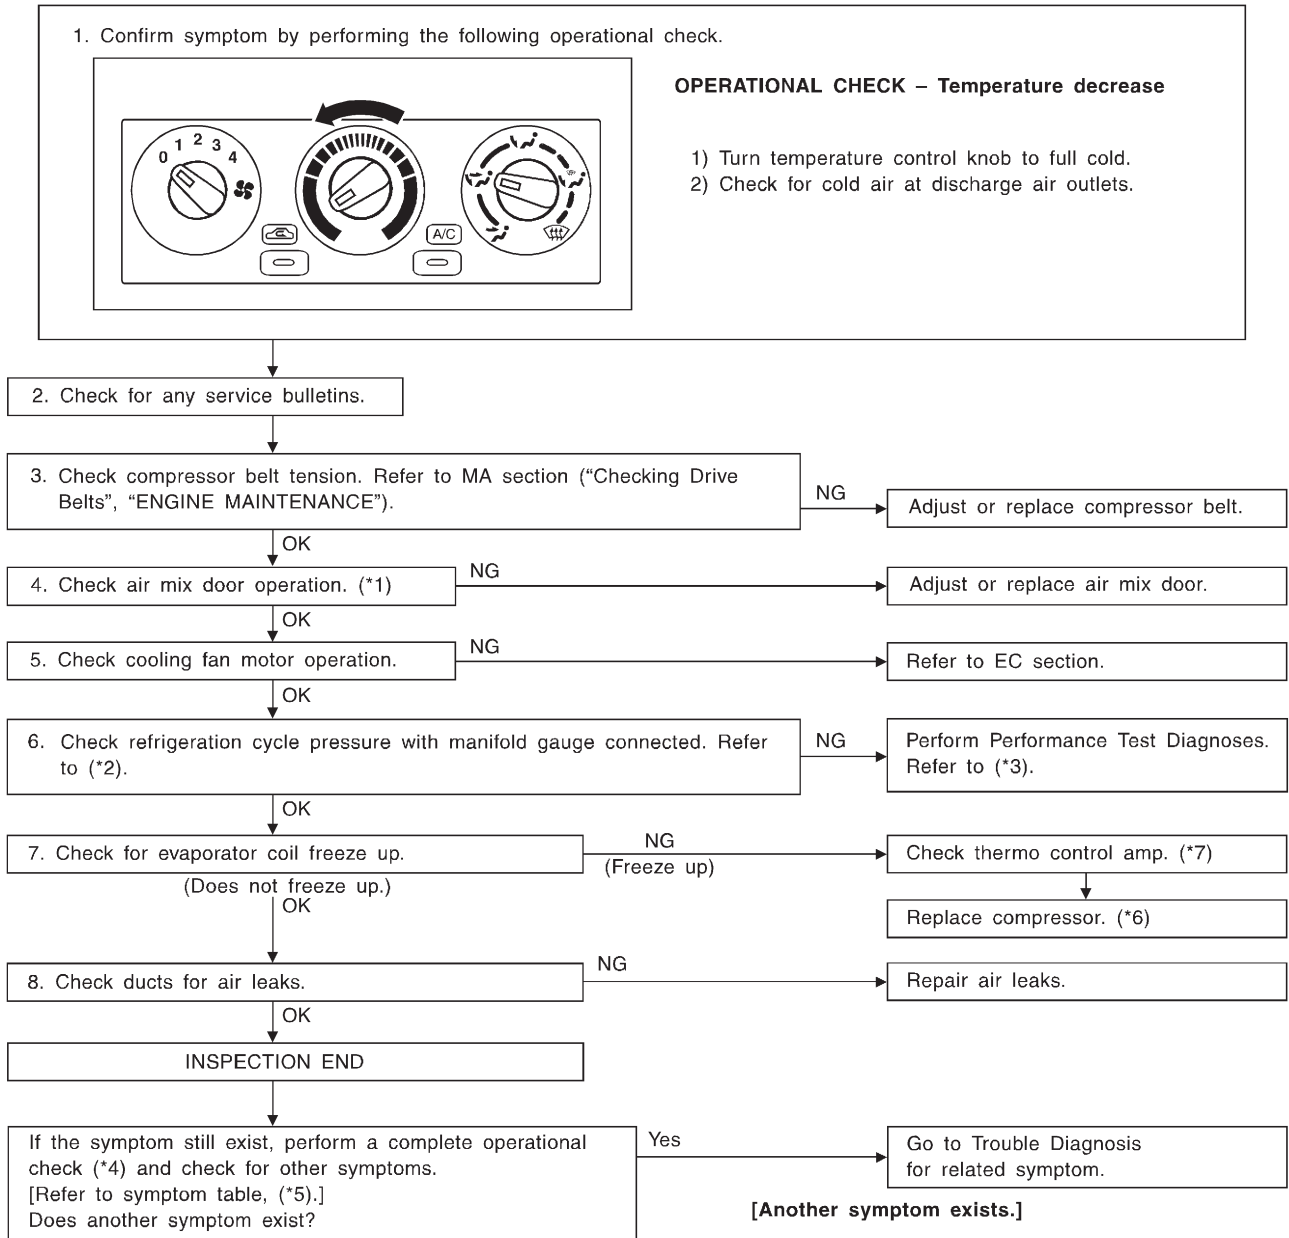 1. Confirm symptom by performing the following operational check.
OPERATIONAL CHECK – Temperature decrease
0 1 2 3 4
A/C
1) Turn temperature control knob to full cold.
2) Check for cold air at discharge air outlets.
2. Check for any service bulletins.
3. Check compressor belt tension. Refer to MA section (“Checking Drive
Belts”, “ENGINE MAINTENANCE”).
NG
Adjust or replace compressor belt.
OK
4. Check air mix door operation. (*1)
NG
Adjust or replace air mix door.
OK
5. Check cooling fan motor operation.
NG
Refer to EC section.
OK
6. Check refrigeration cycle pressure with manifold gauge connected. Refer
to (*2).
NG
Perform Performance Test Diagnoses.
Refer to (*3).
OK
7. Check for evaporator coil freeze up.
NG
(Freeze up)
Check thermo control amp. (*7)
(Does not freeze up.)
OK
Replace compressor. (*6)
8. Check ducts for air leaks.
NG
Repair air leaks.
OK
INSPECTION END
If the symptom still exist, perform a complete operational
check (*4) and check for other symptoms.
[Refer to symptom table, (*5).]
Does another symptom exist?
Yes
Go to Trouble Diagnosis
for related symptom.
[Another symptom exists.]